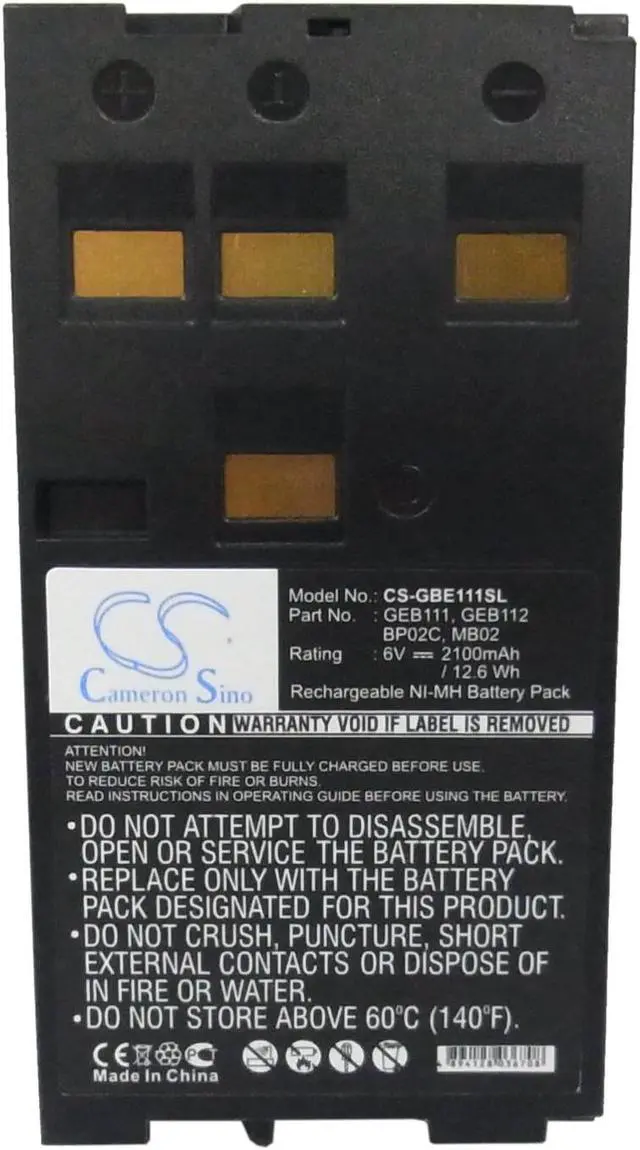 + 1 −
Model No.: CS-GBE111SL
Part No. : GEB111, GEB112
BP02C, MB02
Rating : 6V ⎓ 2100mAh
/ 12.6 Wh
Rechargeable NI-MH Battery Pack
Cameron Sino
CAUTION WARRANTY VOID IF LABEL IS REMOVED
ATTENTION!
NEW BATTERY PACK MUST BE FULLY CHARGED BEFORE USE.
TO REDUCE RISK OF FIRE OR BURNS.
READ INSTRUCTIONS IN OPERATING GUIDE BEFORE USING THE BATTERY.
•DO NOT ATTEMPT TO DISASSEMBLE,
OPEN OR SERVICE THE BATTERY PACK.
•REPLACE ONLY WITH THE BATTERY
PACK DESIGNATED FOR THIS PRODUCT.
•DO NOT CRUSH, PUNCTURE, SHORT
EXTERNAL CONTACTS OR DISPOSE OF
IN FIRE OR WATER.
•DO NOT STORE ABOVE 60°C (140°F).
CE
Made In China